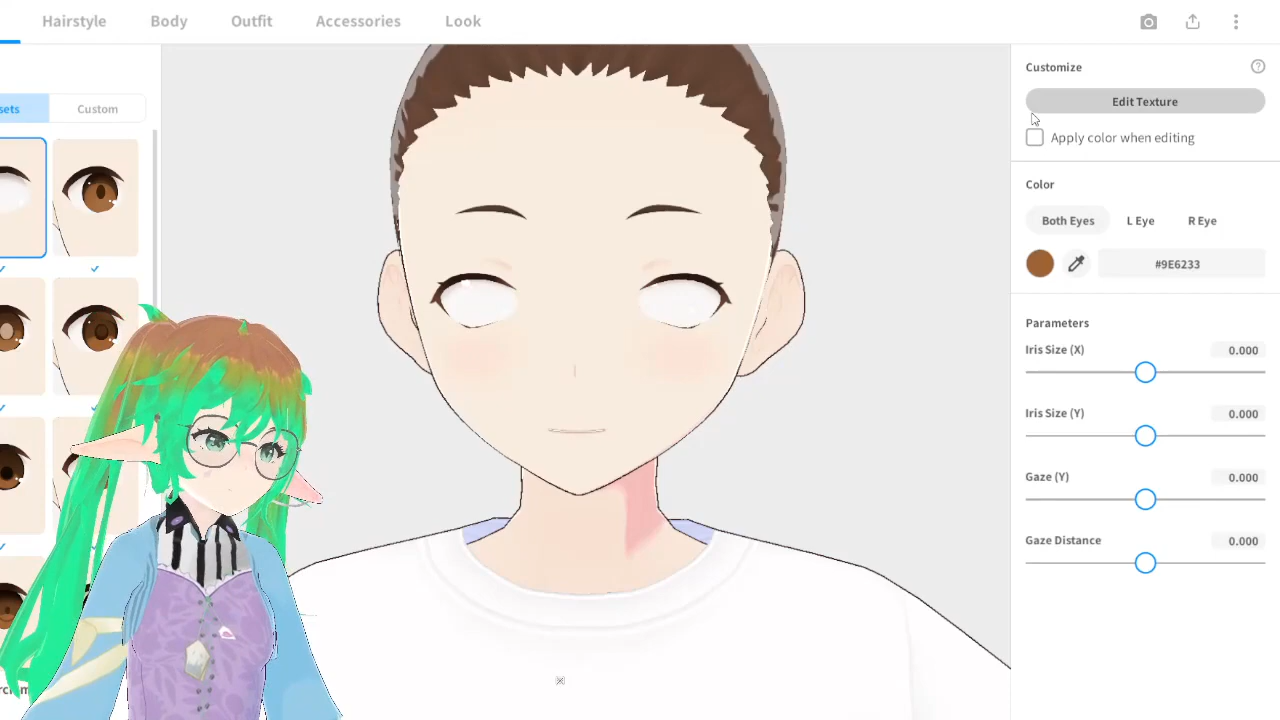 Hairstyle Body Outfit Accessories Look
Custom
Customize
Edit Texture
Apply color when editing
Color
Both Eyes L Eye R Eye
#9E6233
Parameters
Iris Size (X) 0.000
Iris Size (Y) 0.000
Gaze (Y) 0.000
Gaze Distance 0.000